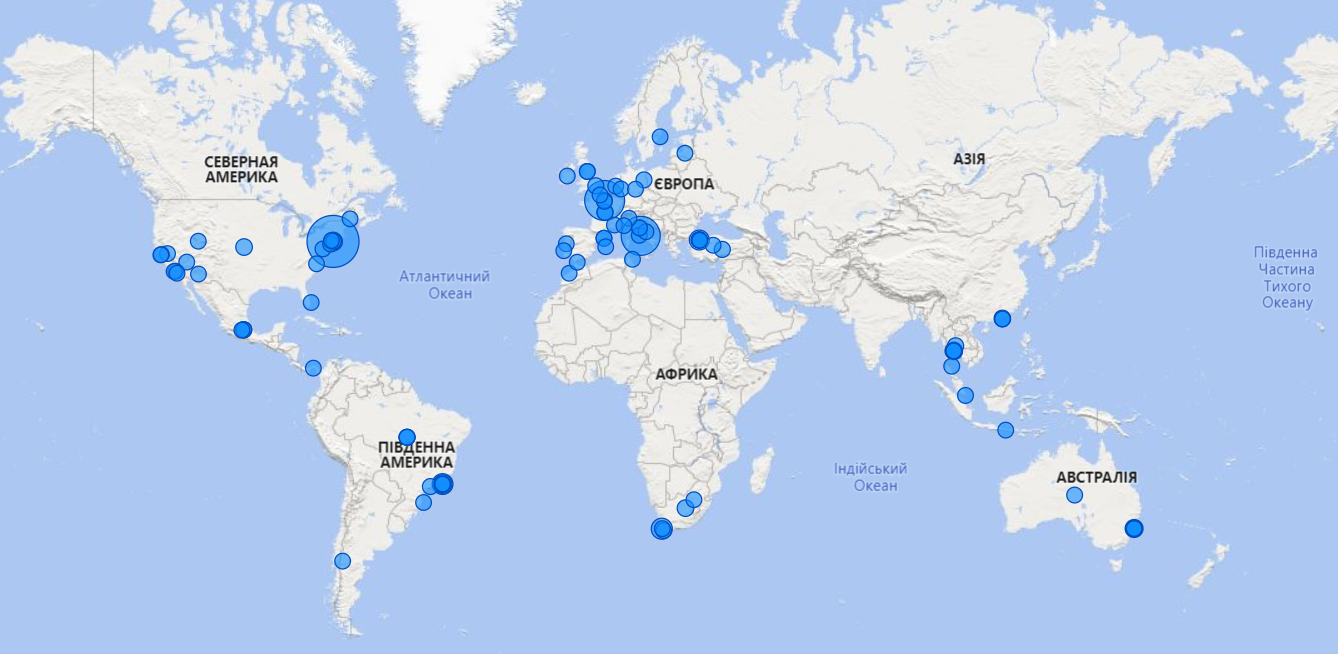 СЕВЕРНАЯ
АМЕРИКА
АЗІЯ
ЄВРОПА
Атлантичний
Океан
Південна
Частина
Тихого
Океану
АФРИКА
ПІВДЕННА
АМЕРИКА
Індійський
Океан
АВСТРАЛІЯ